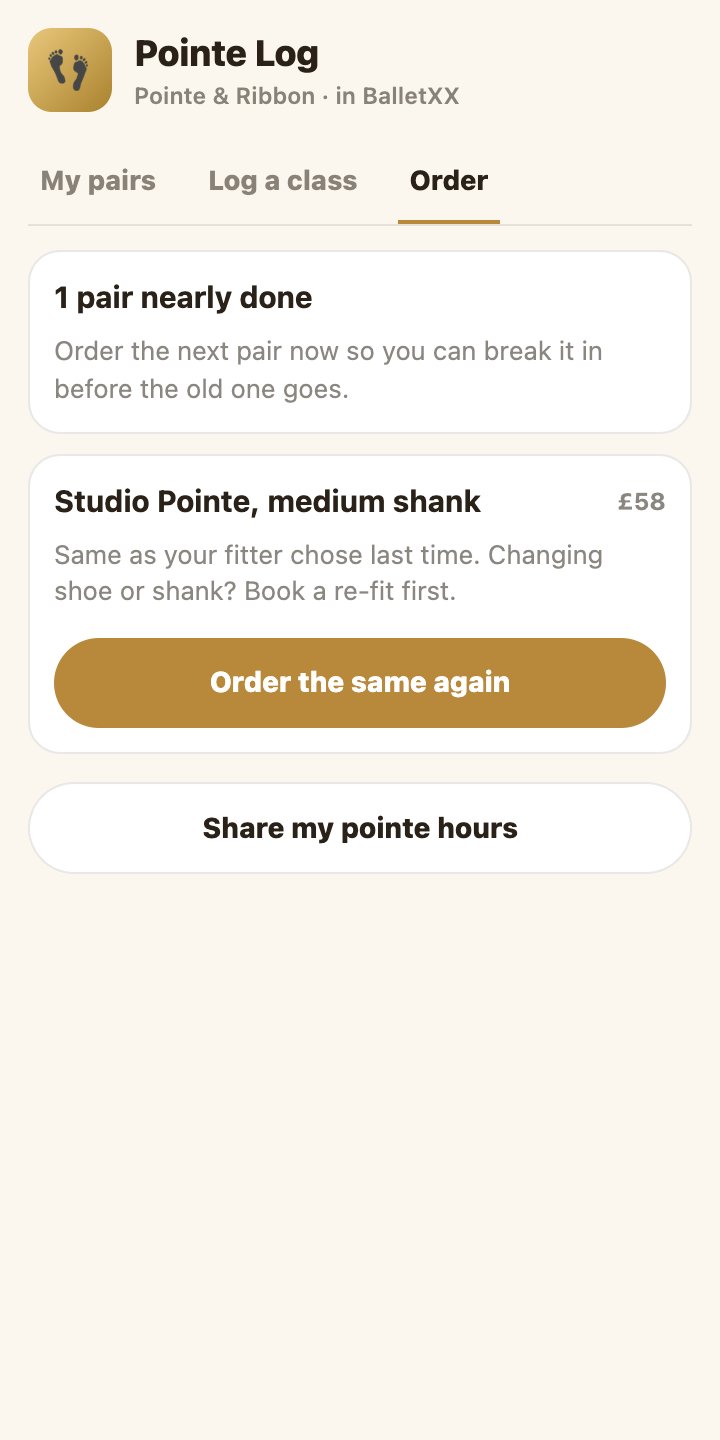 Pointe Log
Pointe & Ribbon · in BalletXX
My pairs
Log a class
Order
1 pair nearly done
Order the next pair now so you can break it in
before the old one goes.
Studio Pointe, medium shank
£58
Same as your fitter chose last time. Changing
shoe or shank? Book a re-fit first.
Order the same again
Share my pointe hours